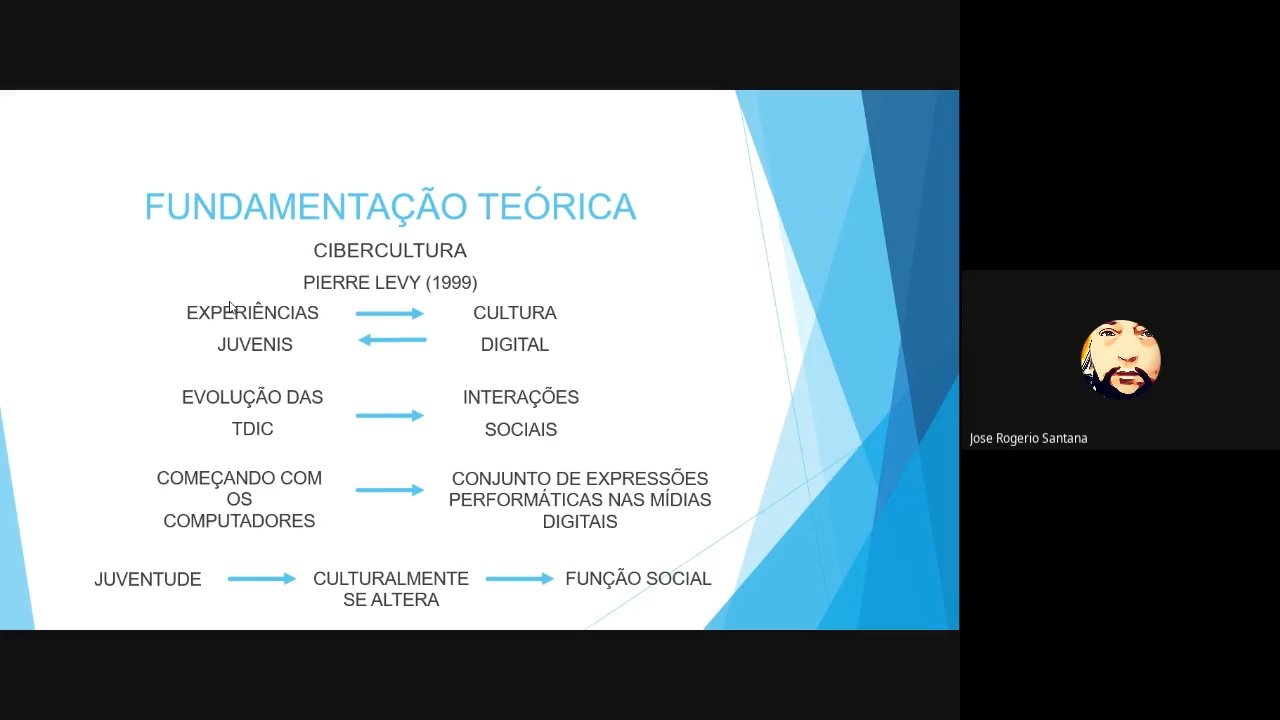 FUNDAMENTAÇÃO TEÓRICA
CIBERCULTURA
PIERRE LEVY (1999)
EXPERIÊNCIAS
JUVENIS
CULTURA
DIGITAL
EVOLUÇÃO DAS
TDIC
INTERAÇÕES
SOCIAIS
COMEÇANDO COM
OS
COMPUTADORES
CONJUNTO DE EXPRESSÕES
PERFORMÁTICAS NAS MÍDIAS
DIGITAIS
JUVENTUDE
CULTURALMENTE
SE ALTERA
FUNÇÃO SOCIAL
Jose Rogerio Santana